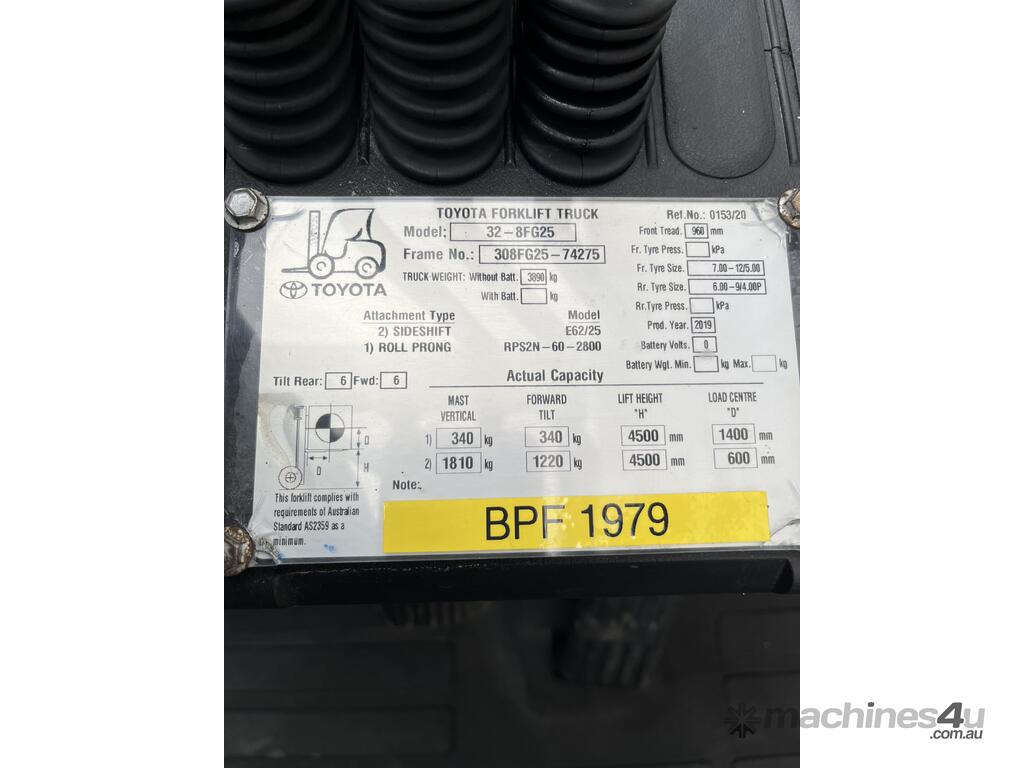 TOYOTA FORKLIFT TRUCK
Ref.No.: 0153/20
Model: 32-8FG25
Frame No.: 308FG25-74275
TRUCK-WEIGHT: Without Batt. 3890 kg
With Batt. kg
TOYOTA
Front Tread. 960 mm
Fr. Tyre Press. kPa
Fr. Tyre Size. 7.00-12/5.00
Rr. Tyre Size. 6.00-9/4.00P
Rr. Tyre Press. kPa
Prod. Year. 2019
Battery Volts. 0
Battery Wgt. Min. kg Max. kg
Attachment Type Model
2) SIDESHIFT E62/25
1) ROLL PRONG RPS2N-60-2800
Tilt Rear: 6 Fwd: 6
Actual Capacity
MAST VERTICAL FORWARD TILT LIFT HEIGHT "H" LOAD CENTRE "D"
1) 340 kg 340 kg 4500 mm 1400 mm
2) 1810 kg 1220 kg 4500 mm 600 mm
D
D
H
Note:
This forklift complies with
requirements of Australian
Standard AS2359 as a
minimum.
BPF 1979
machines4u
.com.au